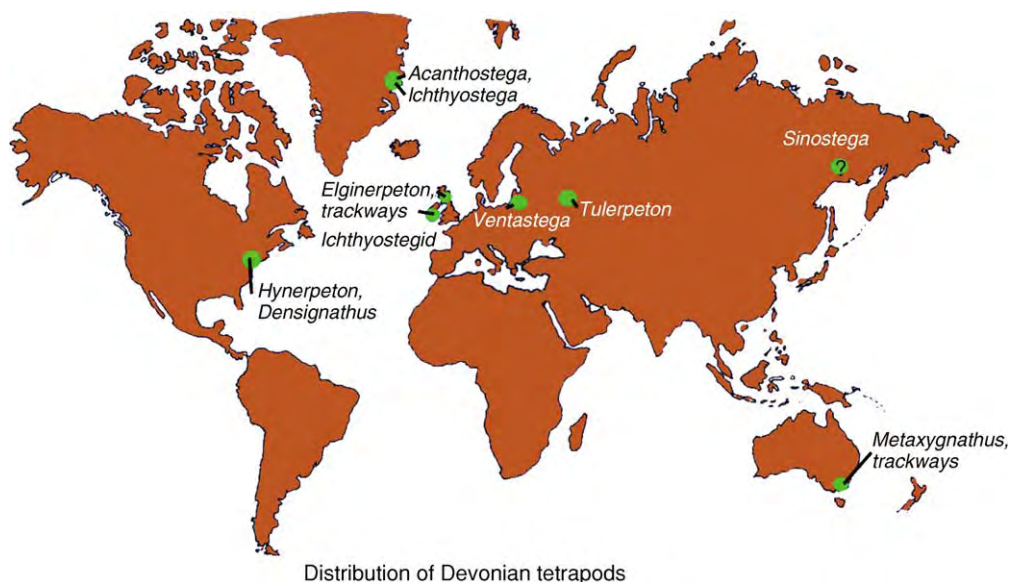 Acanthostega,
Ichthyostega
Sinostega
?
Elginerpeton,
trackways
Ventastega
Tulerpeton
Ichthyostegid
Hynerpeton,
Densignathus
Metaxygnathus,
trackways
Distribution of Devonian tetrapods